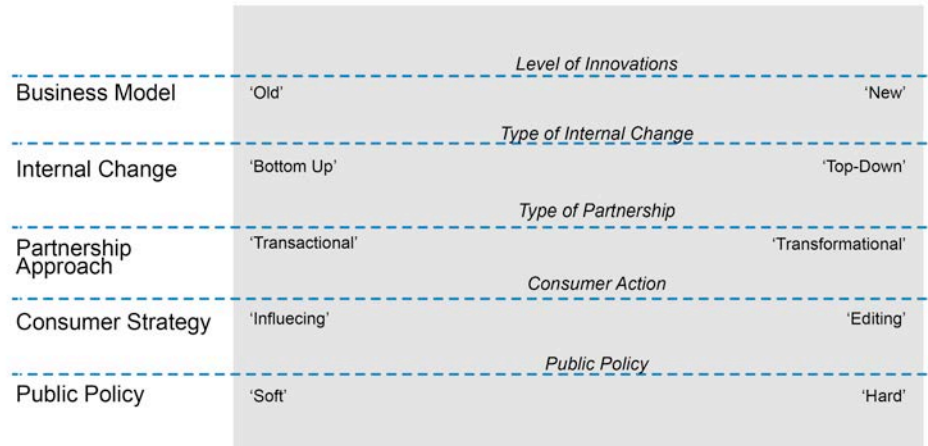 Level of Innovations
Business Model ‘Old’ ‘New’
Type of Internal Change
Internal Change ‘Bottom Up’ ‘Top-Down’
Type of Partnership
Partnership Approach ‘Transactional’ ‘Transformational’
Consumer Action
Consumer Strategy ‘Influecing’ ‘Editing’
Public Policy
Public Policy ‘Soft’ ‘Hard’